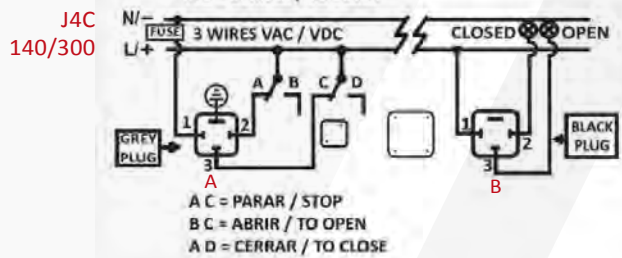 J4C
140/300
N/-
FUSE
L/+
3 WIRES VAC / VDC
CLOSED
OPEN
A B C D
1 2 3
GREY PLUG
A
1 2 3
BLACK PLUG
B
A C = PARAR / STOP
B C = ABRIR / TO OPEN
A D = CERRAR / TO CLOSE